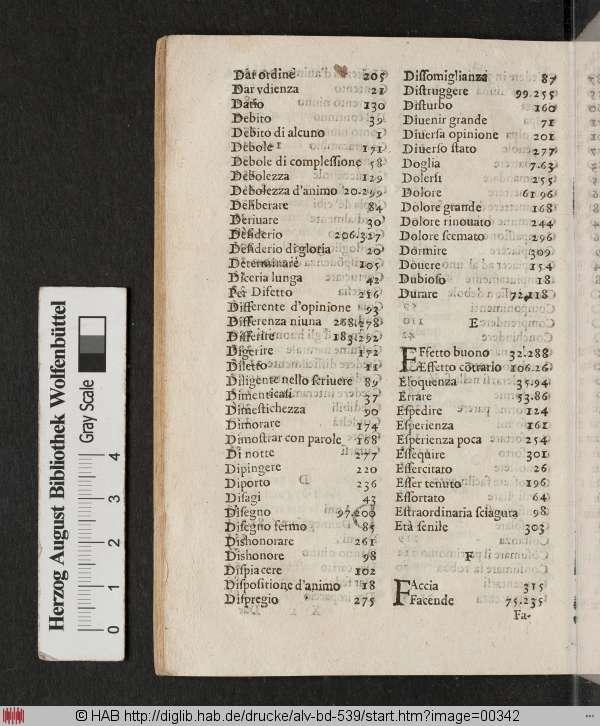 Dar ordine 205
Dar vdienza 21
Dato 130
Debito 39
Debito di alcuno 1
Debole 171
Debole di complessione 58
Debolezza 129
Debolezza d'animo 20.299
Deliberare 84
Deriuare 30
Desiderio 206.327
Desiderio di gloria 20
Determinare 105
Diceria lunga 42
Per Difetto 216
Differente d'opinione 93
Differenza niuna 268.278
Differire 183.292
Digerire 172
Diletto 11
Diligente nello scriuere 89
Dimenticasi 37
Dimestichezza 90
Dimorare 174
Dimostrar con parole 168
Di notte 277
Dipingere 220
Diporto 236
Disagi 43
Disegno 97.200
Disegno fermo 85
Dishonorare 261
Dishonore 98
Dispiacere 102
Dispositione d'animo 18
Dispregio 275
Dissomiglianza 87
Distruggere 99.255
Disturbo 160
Diuenir grande 71
Diuersa opinione 201
Diuerso stato 277
Doglia 7.63
Dolersi 255
Dolore 61.96
Dolore grande 168
Dolore rinouato 244
Dolore scemato 296
Dormire 309
Douere 154
Dubioso 18
Durare 72.118
E
EFfetto buono 32.288
Effetto cōtrario 106.26
Eloquenza 35.94
Errare 53.86
Espedire 124
Esperienza 161
Esperienza poca 254
Essequire 301
Essercitato 26
Esser tenuto 196
Essortato 64
Estraordinaria sciagura 98
Età senile 303
F
FAccia 315
Facende 75.235
Fa-
Herzog August Bibliothek Wolfenbüttel
Gray Scale
0 1 2 3 4
© HAB http://diglib.hab.de/drucke/alv-bd-539/start.htm?image=00342